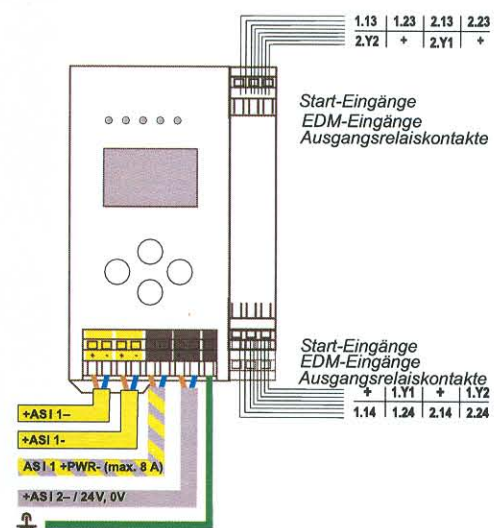 1.13 | 1.23 | 2.13 | 2.23
2.Y2 | + | 2.Y1 | +
Start-Eingänge
EDM-Eingänge
Ausgangsrelaiskontakte
+ - + -
Start-Eingänge
EDM-Eingänge
Ausgangsrelaiskontakte
+ | 1.Y1 | + | 1.Y2
1.14 | 1.24 | 2.14 | 2.24
+ASI 1–
+ASI 1-
ASI 1 +PWR- (max. 8 A)
+ASI 2– / 24V, 0V